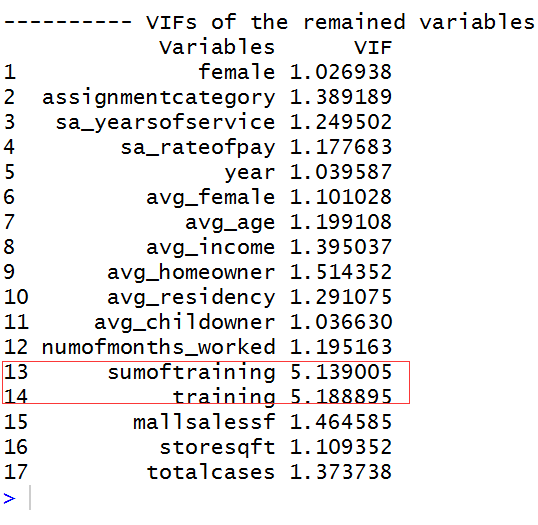 ---------- VIFs of the remained variables
Variables VIF
1 female 1.026938
2 assignmentcategory 1.389189
3 sa_yearsofservice 1.249502
4 sa_rateofpay 1.177683
5 year 1.039587
6 avg_female 1.101028
7 avg_age 1.199108
8 avg_income 1.395037
9 avg_homeowner 1.514352
10 avg_residency 1.291075
11 avg_childowner 1.036630
12 numofmonths_worked 1.195163
13 sumoftraining 5.139005
14 training 5.188895
15 mallsalessf 1.464585
16 storesqft 1.109352
17 totalcases 1.373738
>